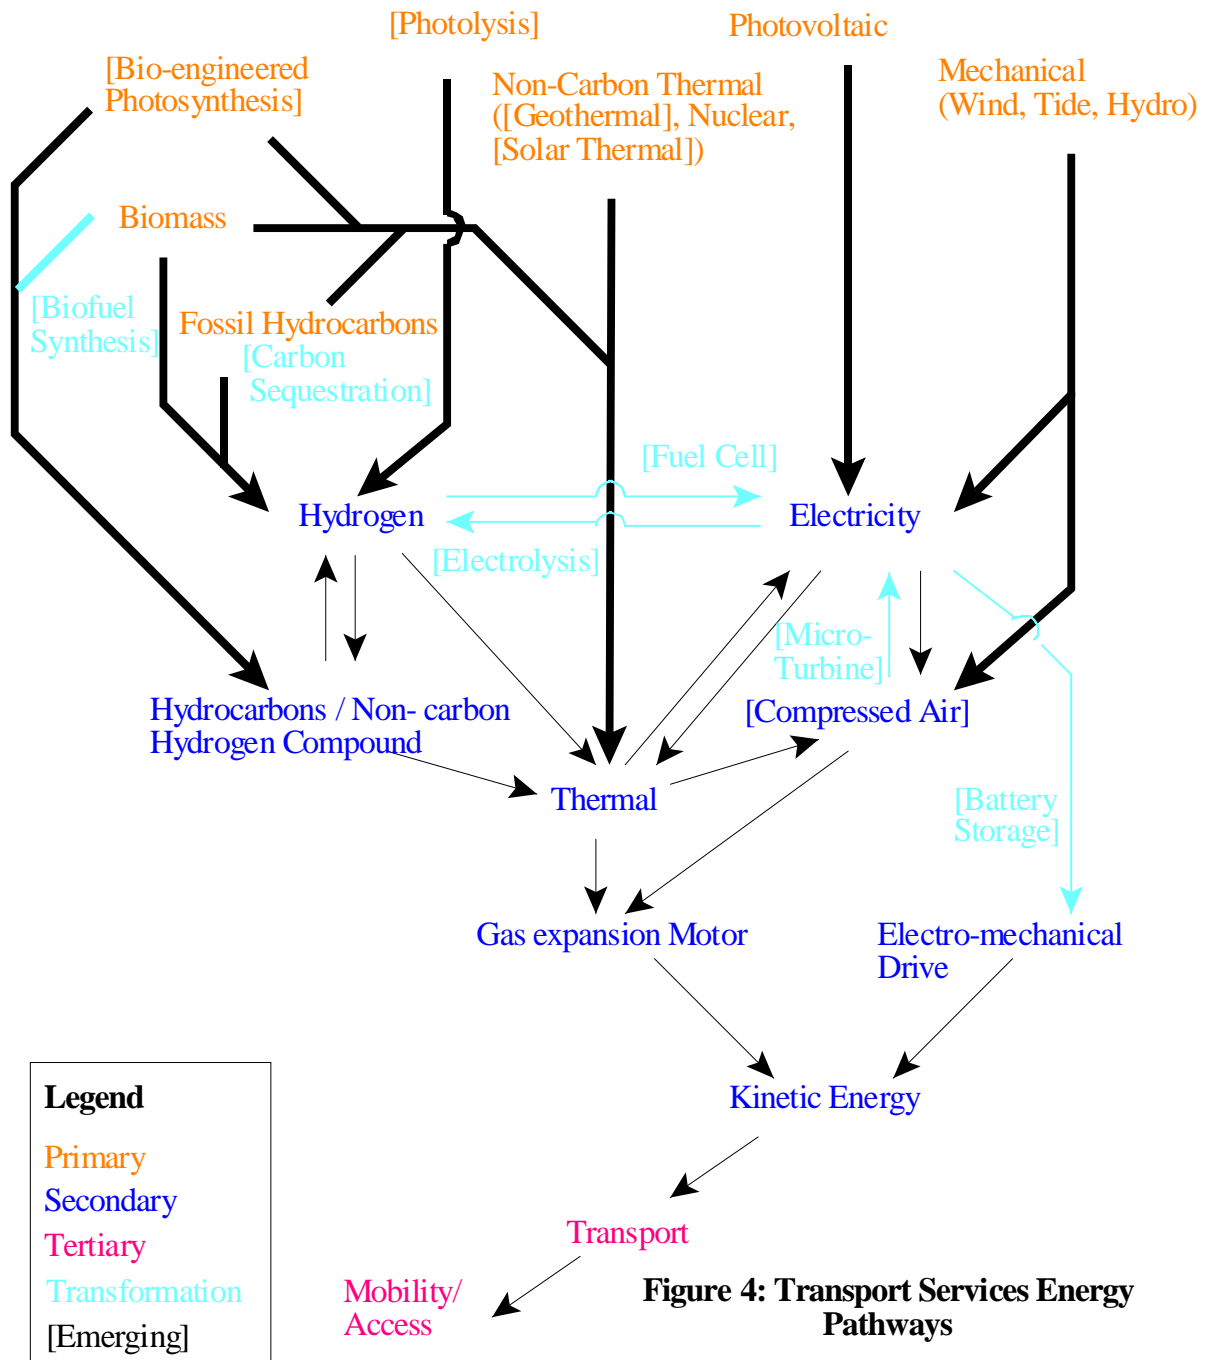 [Photolysis]
Photovoltaic
[Bio-engineered
Photosynthesis]
Non-Carbon Thermal
([Geothermal], Nuclear,
[Solar Thermal])
Mechanical
(Wind, Tide, Hydro)
Biomass
[Biofuel
Synthesis]
Fossil Hydrocarbons
[Carbon
Sequestration]
[Fuel Cell]
Hydrogen
Electricity
[Electrolysis]
[Micro-
Turbine]
Hydrocarbons / Non- carbon
Hydrogen Compound
[Compressed Air]
Thermal
[Battery
Storage]
Gas expansion Motor
Electro-mechanical
Drive
Kinetic Energy
Transport
Mobility/
Access
Legend
Primary
Secondary
Tertiary
Transformation
[Emerging]
Figure 4: Transport Services Energy
Pathways